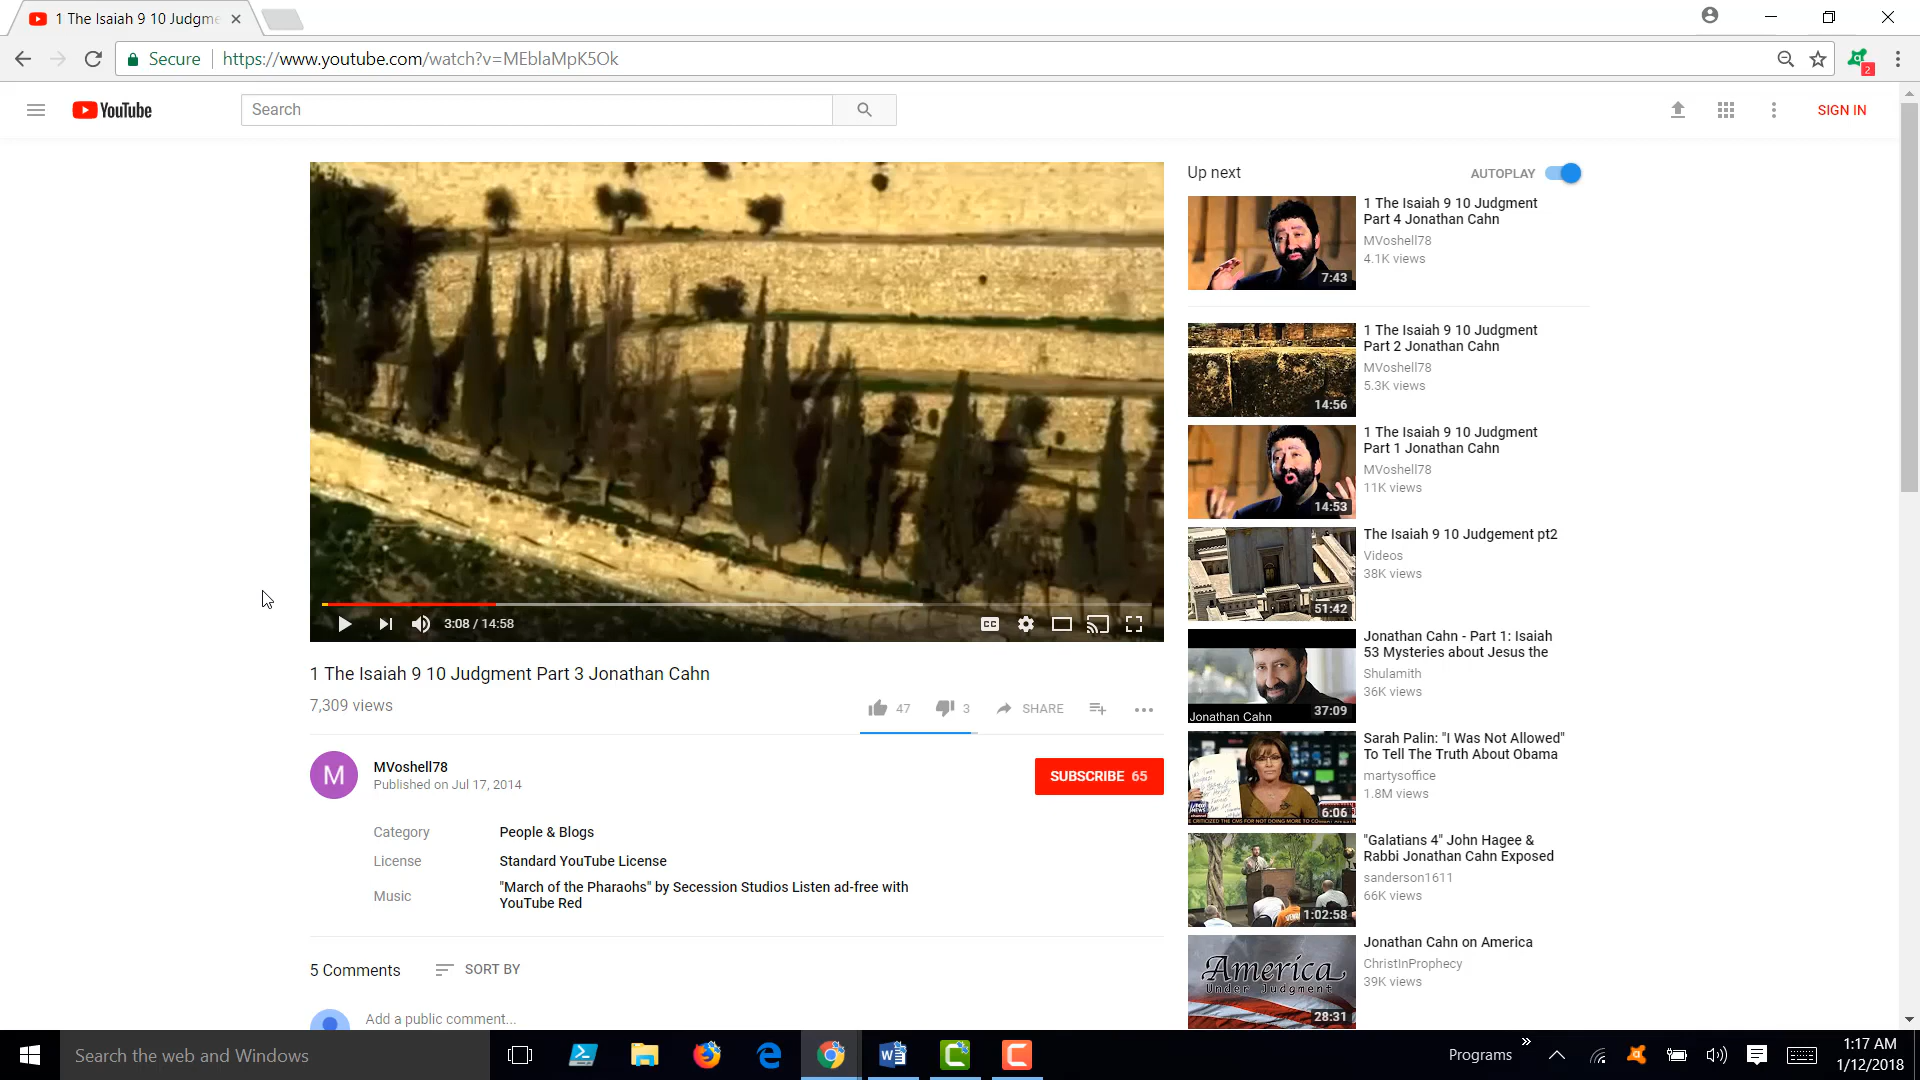 1 The Isaiah 9 10 Judgme
Secure
https://www.youtube.com/watch?v=MEblaMpK5Ok
2
YouTube
Search
SIGN IN
3:08 / 14:58
CC
1 The Isaiah 9 10 Judgment Part 3 Jonathan Cahn
7,309 views
47
3
SHARE
M
MVoshell78
Published on Jul 17, 2014
SUBSCRIBE 65
Category
People & Blogs
License
Standard YouTube License
Music
"March of the Pharaohs" by Secession Studios Listen ad-free with
YouTube Red
5 Comments
SORT BY
Add a public comment...
Up next
AUTOPLAY
7:43
1 The Isaiah 9 10 Judgment
Part 4 Jonathan Cahn
MVoshell78
4.1K views
14:56
1 The Isaiah 9 10 Judgment
Part 2 Jonathan Cahn
MVoshell78
5.3K views
14:53
1 The Isaiah 9 10 Judgment
Part 1 Jonathan Cahn
MVoshell78
11K views
51:42
The Isaiah 9 10 Judgement pt2
Videos
38K views
Jonathan Cahn
37:09
Jonathan Cahn - Part 1: Isaiah
53 Mysteries about Jesus the
Shulamith
36K views
6:06
CRITICIZED THE CMS FOR NOT DOING MORE TO
Sarah Palin: "I Was Not Allowed"
To Tell The Truth About Obama
martysoffice
1.8M views
1:02:58
"Galatians 4" John Hagee &
Rabbi Jonathan Cahn Exposed
sanderson1611
66K views
America
Under Judgment
28:31
Jonathan Cahn on America
ChristInProphecy
39K views
Search the web and Windows
Programs
1:17 AM
1/12/2018